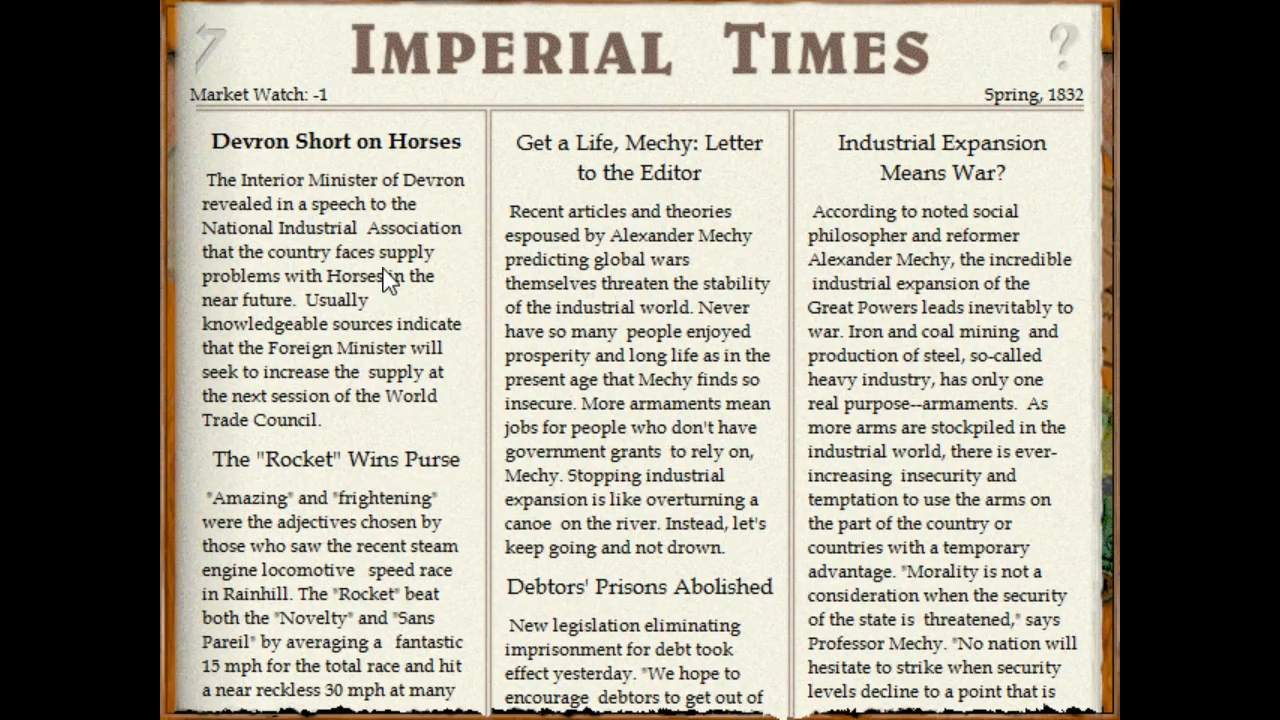 IMPERIAL TIMES
Market Watch: -1
Spring, 1832
Devron Short on Horses
The Interior Minister of Devron
revealed in a speech to the
National Industrial Association
that the country faces supply
problems with Horses in the
near future. Usually
knowledgeable sources indicate
that the Foreign Minister will
seek to increase the supply at
the next session of the World
Trade Council.
The "Rocket" Wins Purse
"Amazing" and "frightening"
were the adjectives chosen by
those who saw the recent steam
engine locomotive speed race
in Rainhill. The "Rocket" beat
both the "Novelty" and "Sans
Pareil" by averaging a fantastic
15 mph for the total race and hit
a near reckless 30 mph at many
Get a Life, Mechy: Letter
to the Editor
Recent articles and theories
espoused by Alexander Mechy
predicting global wars
themselves threaten the stability
of the industrial world. Never
have so many people enjoyed
prosperity and long life as in the
present age that Mechy finds so
insecure. More armaments mean
jobs for people who don't have
government grants to rely on,
Mechy. Stopping industrial
expansion is like overturning a
canoe on the river. Instead, let's
keep going and not drown.
Debtors' Prisons Abolished
New legislation eliminating
imprisonment for debt took
effect yesterday. "We hope to
encourage debtors to get out of
Industrial Expansion
Means War?
According to noted social
philosopher and reformer
Alexander Mechy, the incredible
industrial expansion of the
Great Powers leads inevitably to
war. Iron and coal mining and
production of steel, so-called
heavy industry, has only one
real purpose--armaments. As
more arms are stockpiled in the
industrial world, there is ever-
increasing insecurity and
temptation to use the arms on
the part of the country or
countries with a temporary
advantage. "Morality is not a
consideration when the security
of the state is threatened," says
Professor Mechy. "No nation will
hesitate to strike when security
levels decline to a point that is